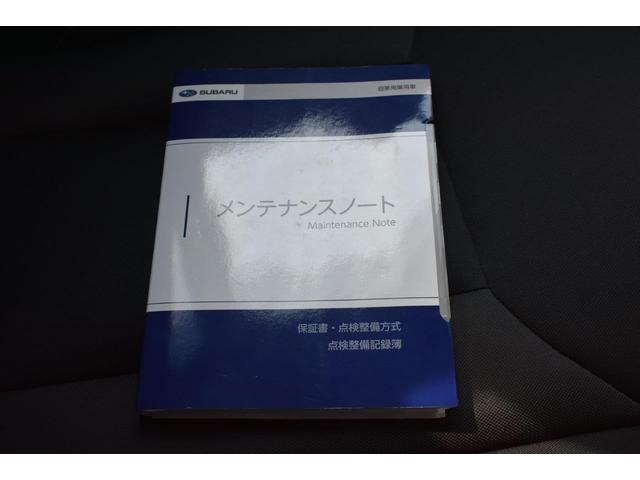 SUBARU
自家用乗用車
メンテナンスノート
Maintenance Note
保証書・点検整備方式
点検整備記録簿